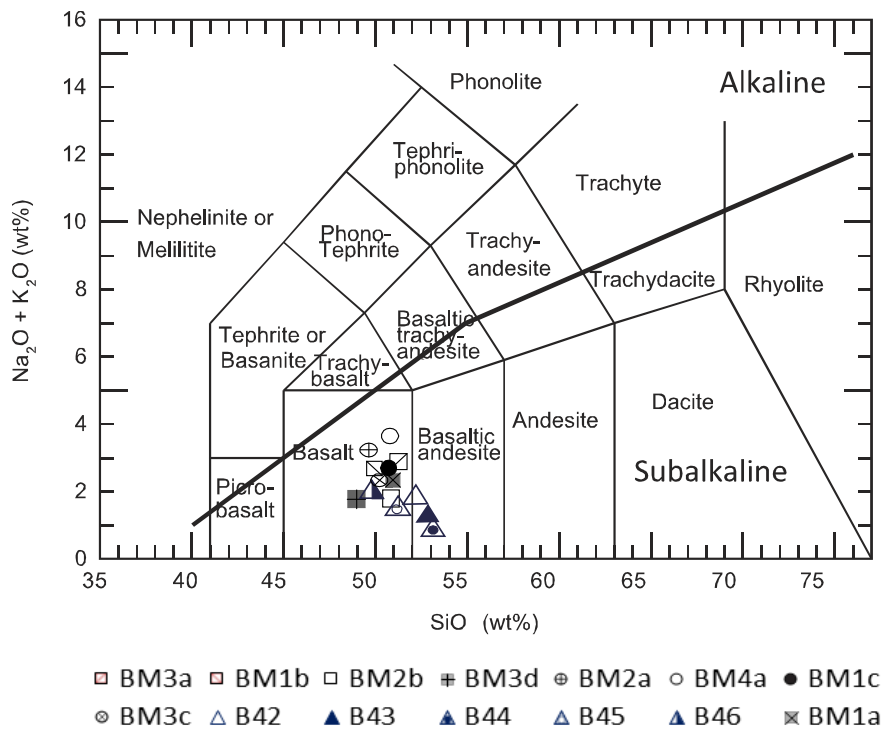 16
14
12
10
8
6
4
2
0
Na₂O + K₂O (wt%)
Phonolite
Alkaline
Tephri-
phonolite
Trachyte
Nephelinite or
Melilitite
Phono-
Tephrite
Trachy-
andesite
Trachydacite
Rhyolite
Tephrite or
Basanite
Basaltic
trachy-
andesite
Trachy-
basalt
Dacite
Basalt
Basaltic
andesite
Andesite
Subalkaline
Picro-
basalt
35 40 45 50 55 60 65 70 75
SiO (wt%)
BM3a BM1b BM2b BM3d BM2a BM4a BM1c
BM3c B42 B43 B44 B45 B46 BM1a